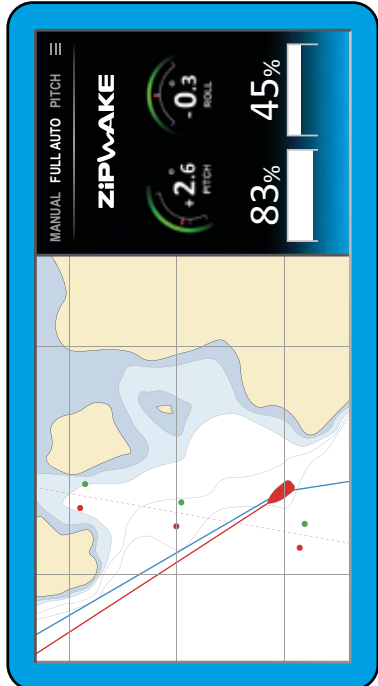 MANUAL FULL AUTO PITCH
ZiPWAKE
+2.6 -0.3
PITCH ROLL
83% 45%